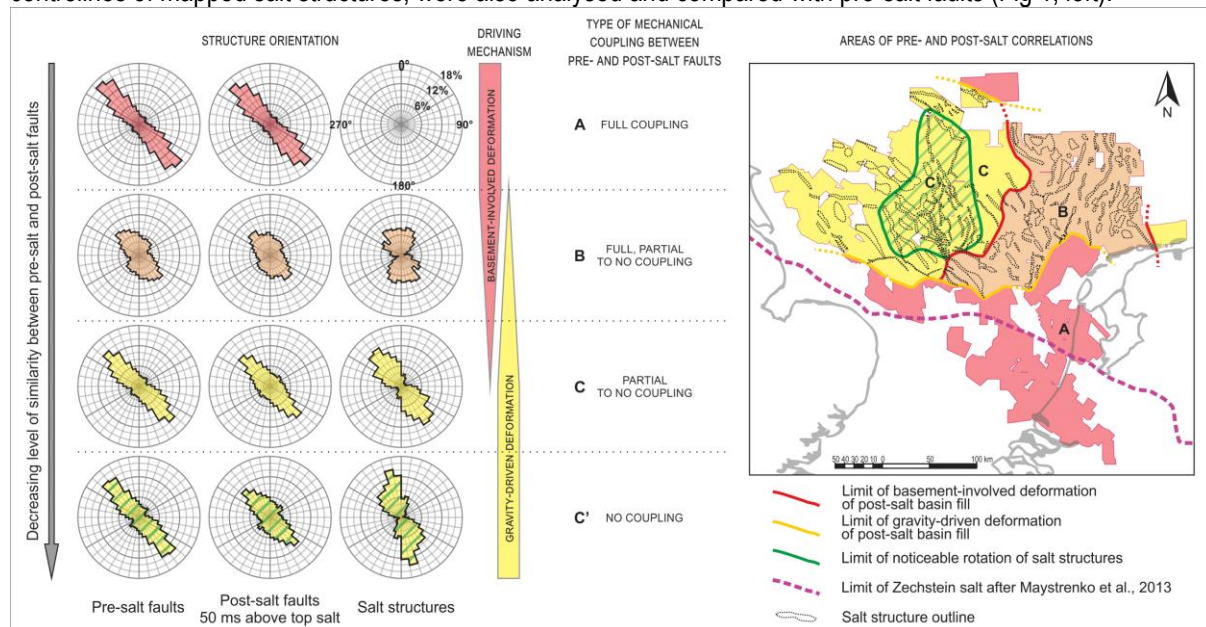 controlines of mapped salt structures, were also analysed and compared with pre-salt faults (Fig 1, left).
STRUCTURE ORIENTATION
DRIVING
MECHANISM
TYPE OF MECHANICAL
COUPLING BETWEEN
PRE- AND POST-SALT FAULTS
AREAS OF PRE- AND POST-SALT CORRELATIONS
Decreasing level of similarity between pre-salt and post-salt faults
0°
18%
12%
6%
270°
90°
180°
BASEMENT-INVOLVED DEFORMATION
GRAVITY-DRIVEN DEFORMATION
A FULL COUPLING
B FULL, PARTIAL
TO NO COUPLING
C PARTIAL
TO NO COUPLING
C' NO COUPLING
Pre-salt faults
Post-salt faults
50 ms above top salt
Salt structures
N
C'
C
B
A
50 40 30 20 10 0 50 100 km
Limit of basement-involved deformation
of post-salt basin fill
Limit of gravity-driven deformation
of post-salt basin fill
Limit of noticeable rotation of salt structures
Limit of Zechstein salt after Maystrenko et al., 2013
Salt structure outline